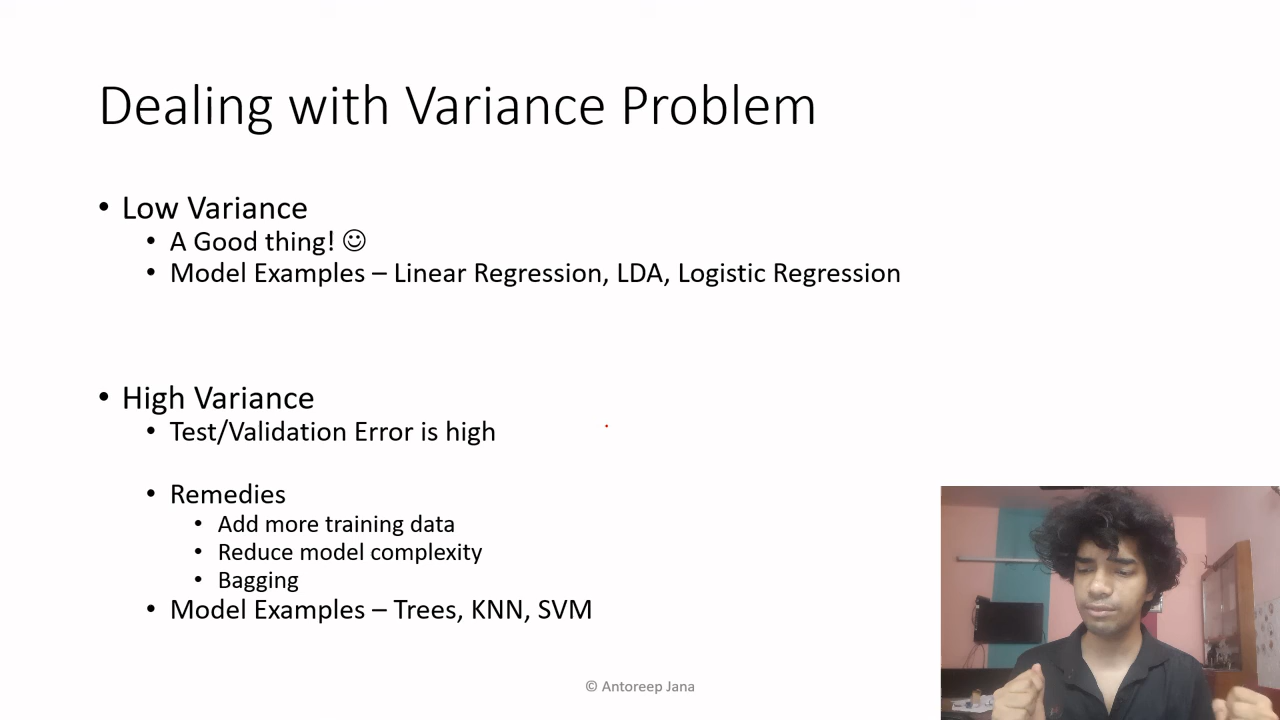 Dealing with Variance Problem
• Low Variance
• A Good thing! ☺
• Model Examples – Linear Regression, LDA, Logistic Regression
• High Variance
• Test/Validation Error is high
• Remedies
• Add more training data
• Reduce model complexity
• Bagging
• Model Examples – Trees, KNN, SVM
© Antoreep Jana